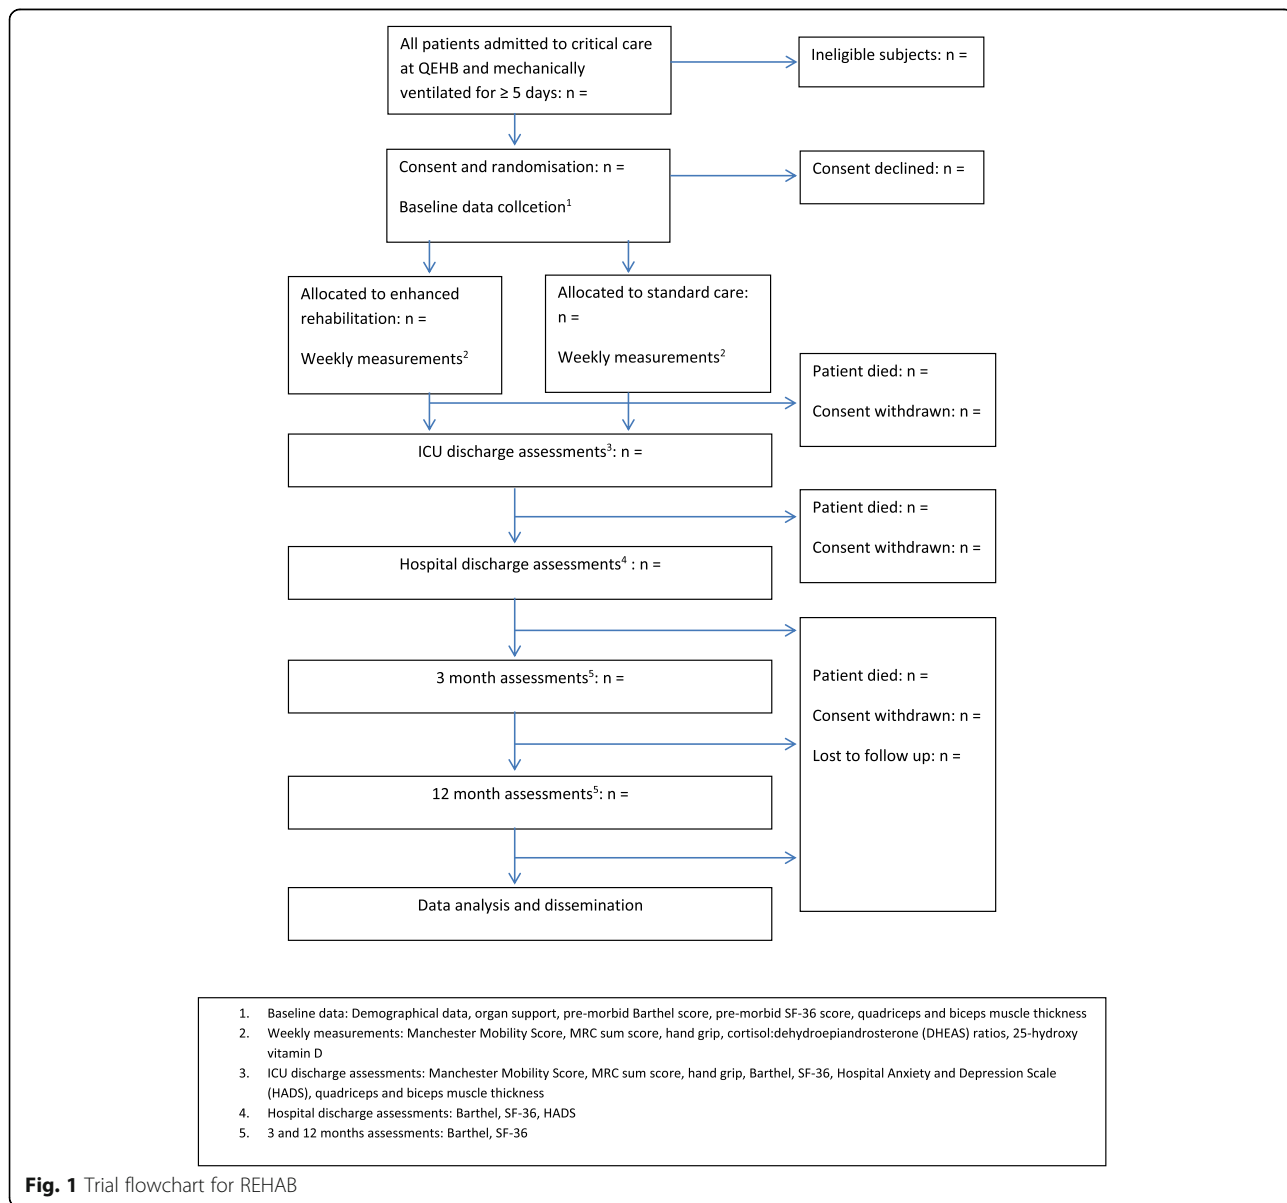 All patients admitted to critical care
at QEHB and mechanically
ventilated for ≥ 5 days: n =
Ineligible subjects: n =
Consent and randomisation: n =
Baseline data collcetion1
Consent declined: n =
Allocated to enhanced
rehabilitation: n =
Weekly measurements2
Allocated to standard care:
n =
Weekly measurements2
Patient died: n =
Consent withdrawn: n =
ICU discharge assessments3: n =
Patient died: n =
Consent withdrawn: n =
Hospital discharge assessments4 : n =
3 month assessments5: n =
Patient died: n =
Consent withdrawn: n =
Lost to follow up: n =
12 month assessments5: n =
Data analysis and dissemination
1. Baseline data: Demographical data, organ support, pre-morbid Barthel score, pre-morbid SF-36 score, quadriceps and biceps muscle thickness
2. Weekly measurements: Manchester Mobility Score, MRC sum score, hand grip, cortisol:dehydroepiandrosterone (DHEAS) ratios, 25-hydroxy
vitamin D
3. ICU discharge assessments: Manchester Mobility Score, MRC sum score, hand grip, Barthel, SF-36, Hospital Anxiety and Depression Scale
(HADS), quadriceps and biceps muscle thickness
4. Hospital discharge assessments: Barthel, SF-36, HADS
5. 3 and 12 months assessments: Barthel, SF-36
Fig. 1 Trial flowchart for REHAB